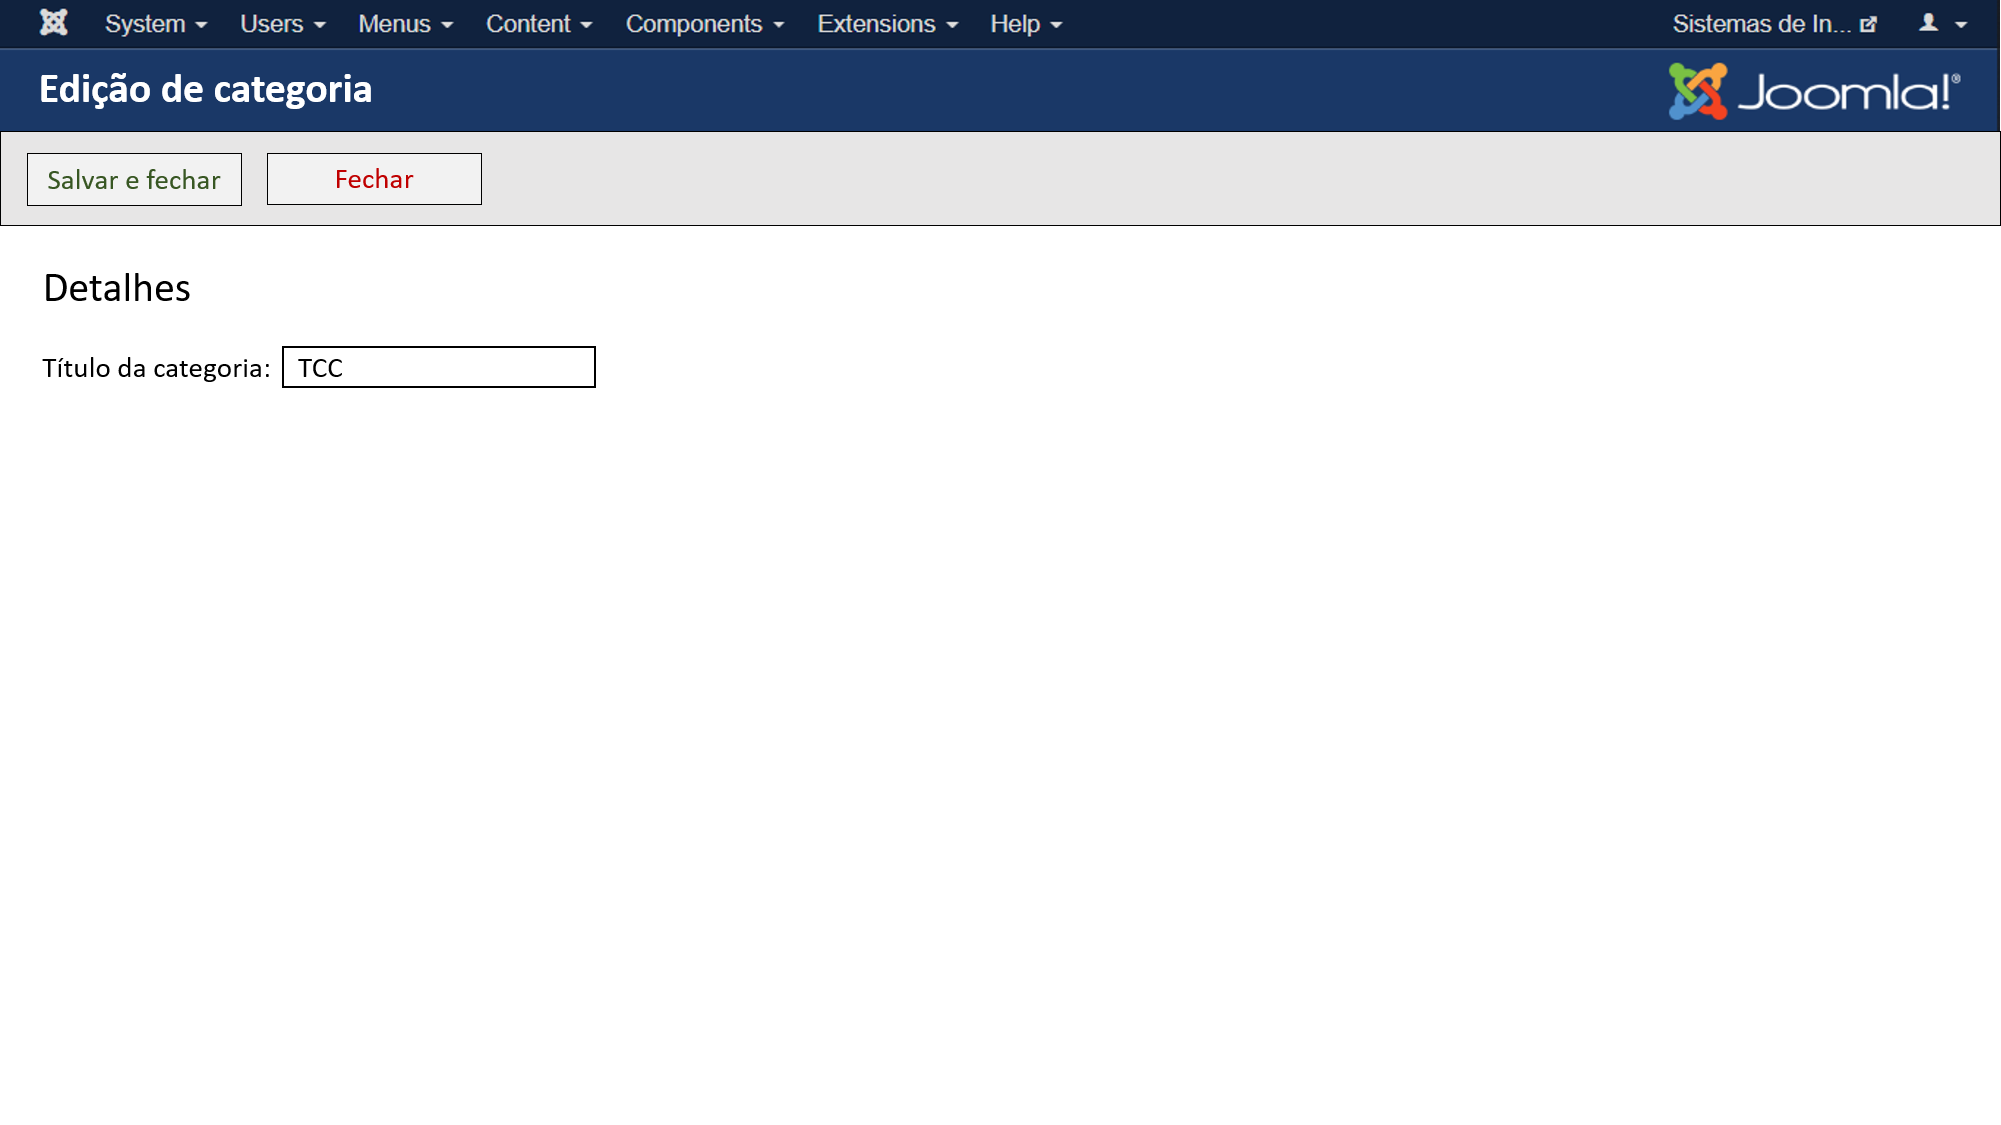 System Users Menus Content Components Extensions Help Sistemas de In...
Edição de categoria Joomla!®
Salvar e fechar Fechar
Detalhes
Título da categoria: TCC